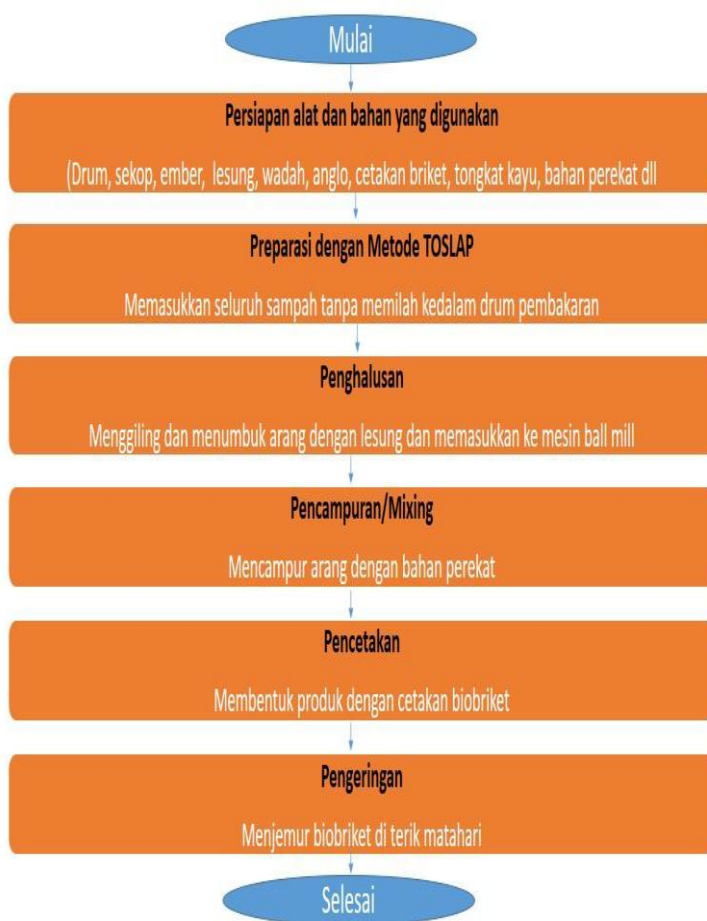 Mulai
Persiapan alat dan bahan yang digunakan
(Drum, sekop, ember, lesung, wadah, anglo, cetakan briket, tongkat kayu, bahan perekat dll
Preparasi dengan Metode TOSLAP
Memasukkan seluruh sampah tanpa memilah kedalam drum pembakaran
Penghalusan
Menggiling dan menumbuk arang dengan lesung dan memasukkan ke mesin ball mill
Pencampuran/Mixing
Mencampur arang dengan bahan perekat
Pencetakan
Membentuk produk dengan cetakan biobriket
Pengeringan
Menjemur biobriket di terik matahari
Selesai